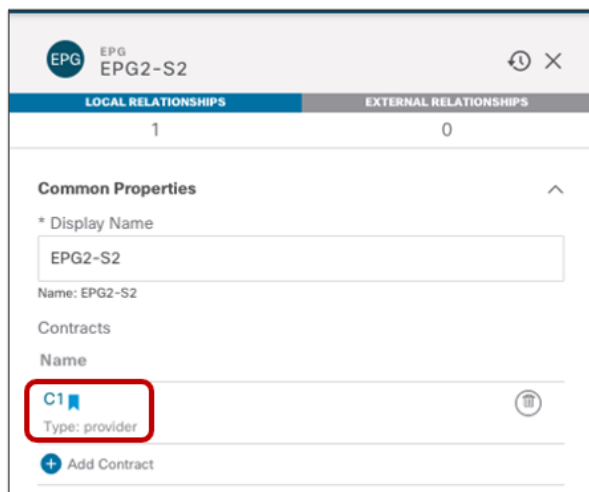 EPG
EPG
EPG2-S2
LOCAL RELATIONSHIPS
EXTERNAL RELATIONSHIPS
1
0
Common Properties
* Display Name
EPG2-S2
Name: EPG2-S2
Contracts
Name
C1
Type: provider
Add Contract